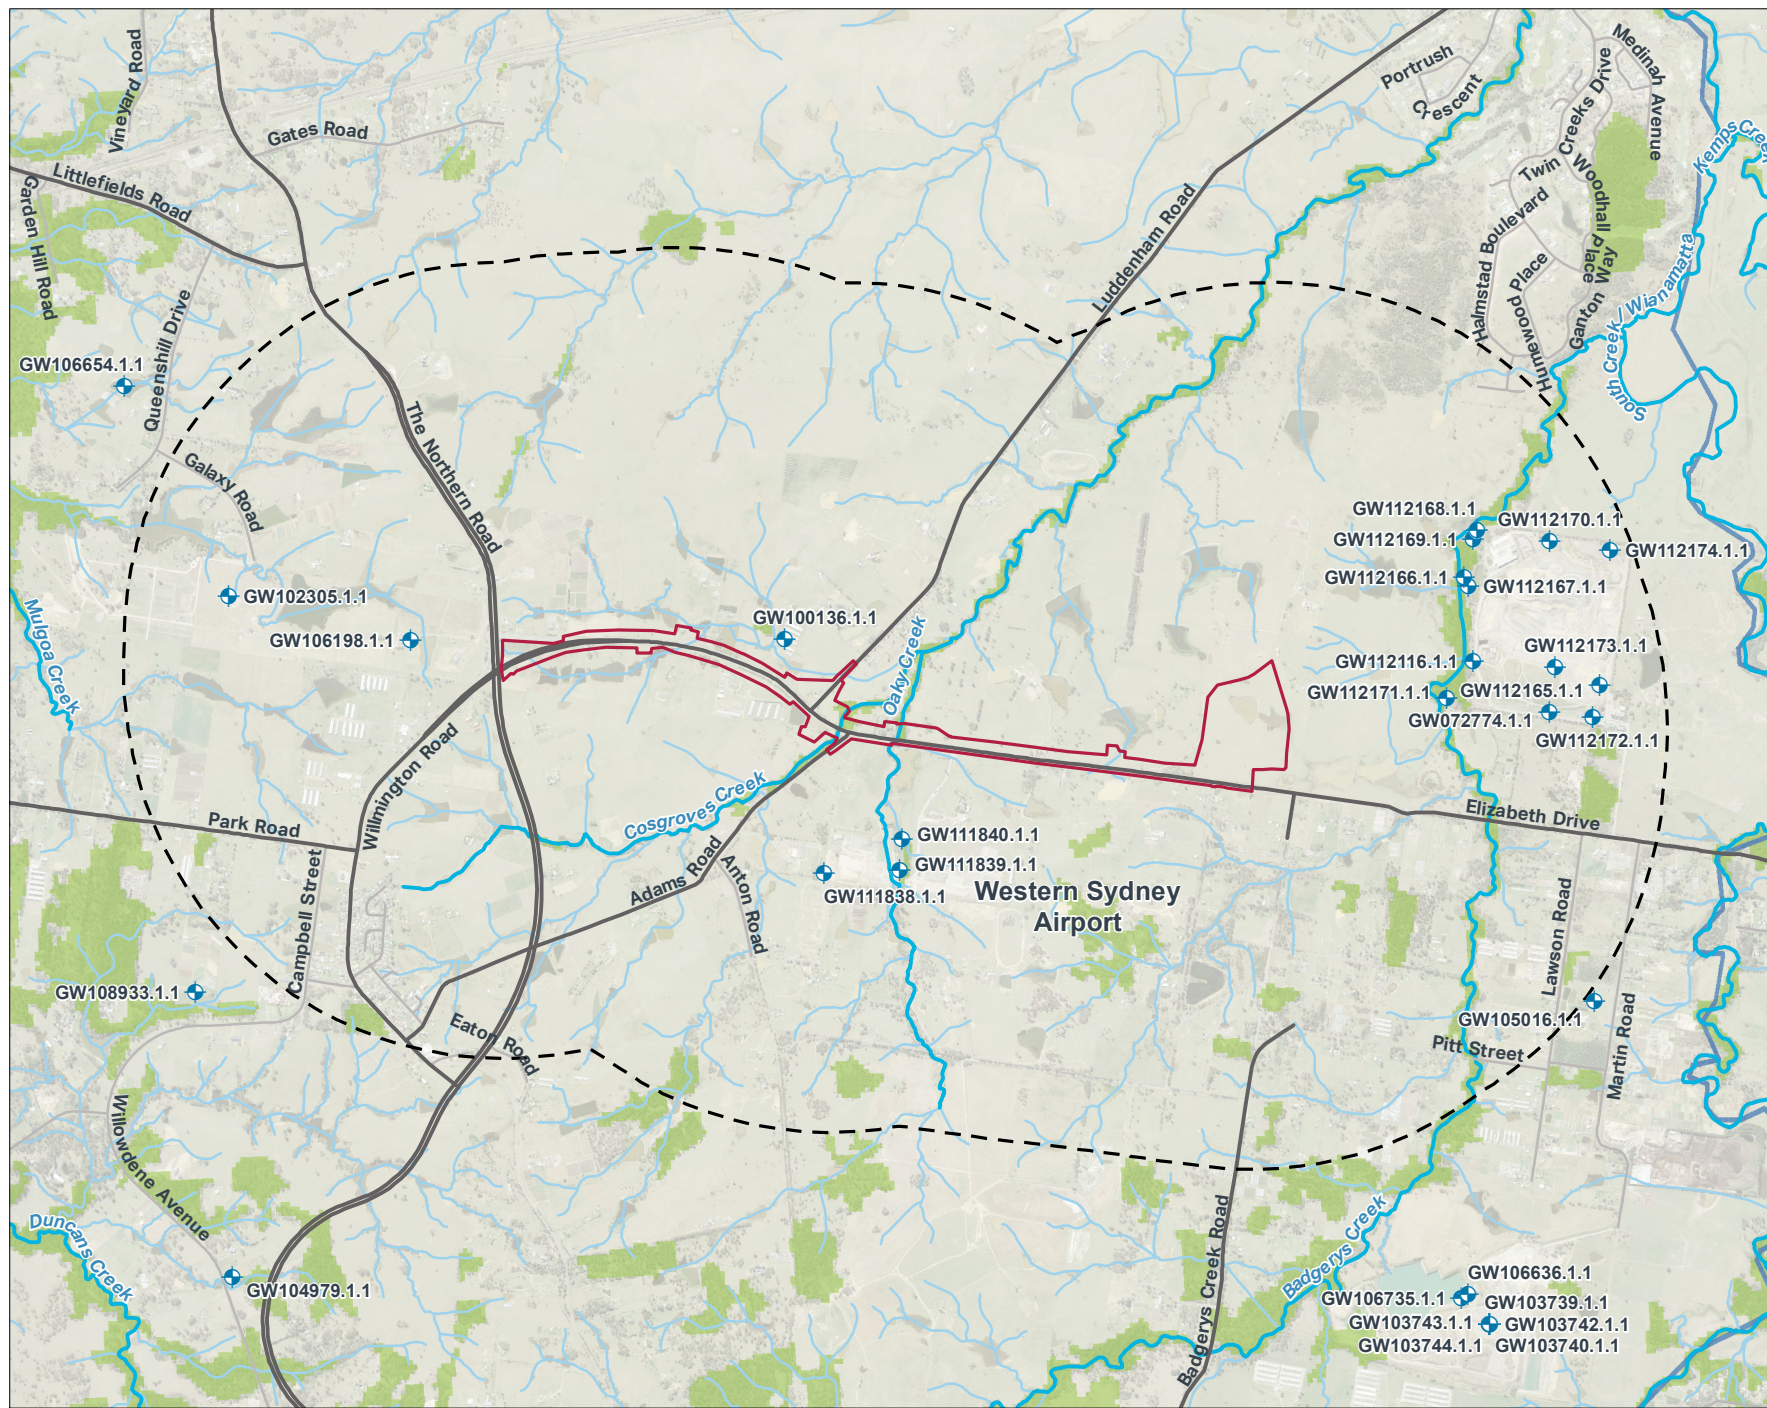 Vineyard Road
Gates Road
Littlefields Road
Garden Hill Road
Portrush
Crescent
Medinah Avenue
Twin Creeks Drive
Kemps Creek
Woodhall Place
Halmstad Boulevard
Humewood Place
Ganton Way
South Creek / Wianamatta
Luddenham Road
Queenshill Drive
GW106654.1.1
The Northern Road
Galaxy Road
GW112168.1.1
GW112170.1.1
GW112169.1.1
GW112174.1.1
GW112166.1.1
GW112167.1.1
GW102305.1.1
Mulgoa Creek
GW106198.1.1
GW100136.1.1
Oaky Creek
GW112173.1.1
GW112116.1.1
GW112171.1.1
GW112165.1.1
GW072774.1.1
GW112172.1.1
Willmington Road
Cosgroves Creek
Park Road
Elizabeth Drive
GW111840.1.1
GW111839.1.1
GW111838.1.1
Adams Road
Anton Road
Western Sydney
Airport
Campbell Street
Lawson Road
GW108933.1.1
GW105016.1.1
Eaton Road
Pitt Street
Martin Road
Willowdene Avenue
Duncans Creek
GW104979.1.1
Badgerys Creek Road
Badgerys Creek
GW106636.1.1
GW106735.1.1
GW103739.1.1
GW103743.1.1
GW103742.1.1
GW103744.1.1
GW103740.1.1